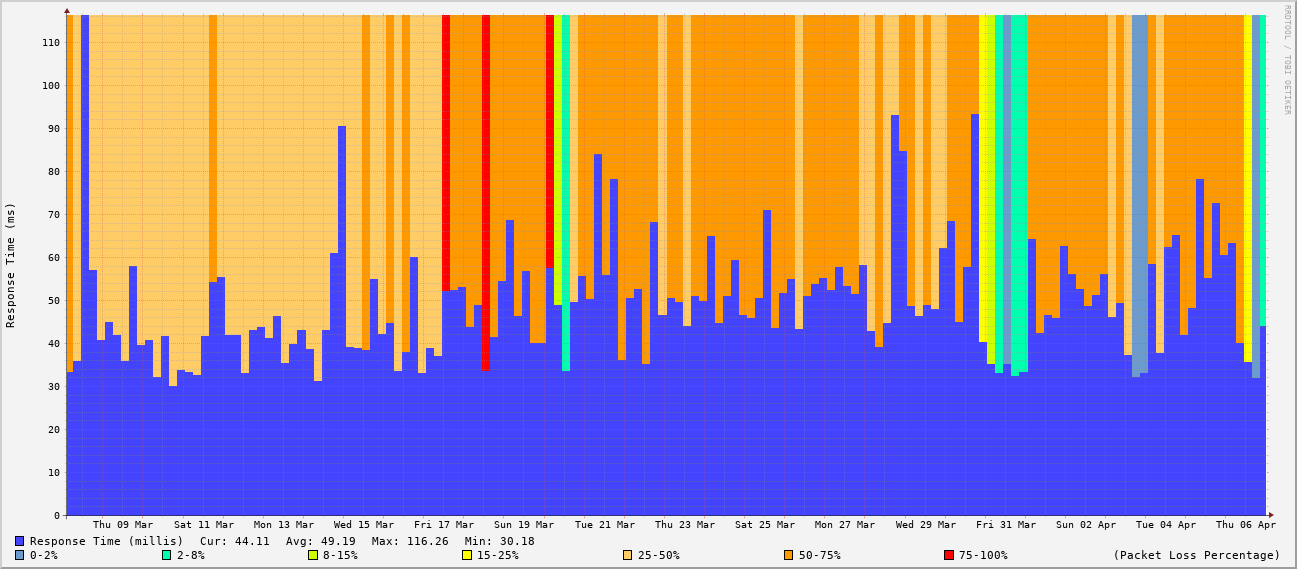 RRDTOOL / TOBI OETIKER
Response Time (ms)
110
100
90
80
70
60
50
40
30
20
10
0
Thu 09 Mar Sat 11 Mar Mon 13 Mar Wed 15 Mar Fri 17 Mar Sun 19 Mar Tue 21 Mar Thu 23 Mar Sat 25 Mar Mon 27 Mar Wed 29 Mar Fri 31 Mar Sun 02 Apr Tue 04 Apr Thu 06 Apr
Response Time (millis) Cur: 44.11 Avg: 49.19 Max: 116.26 Min: 30.18
0-2% 2-8% 8-15% 15-25% 25-50% 50-75% 75-100% (Packet Loss Percentage)